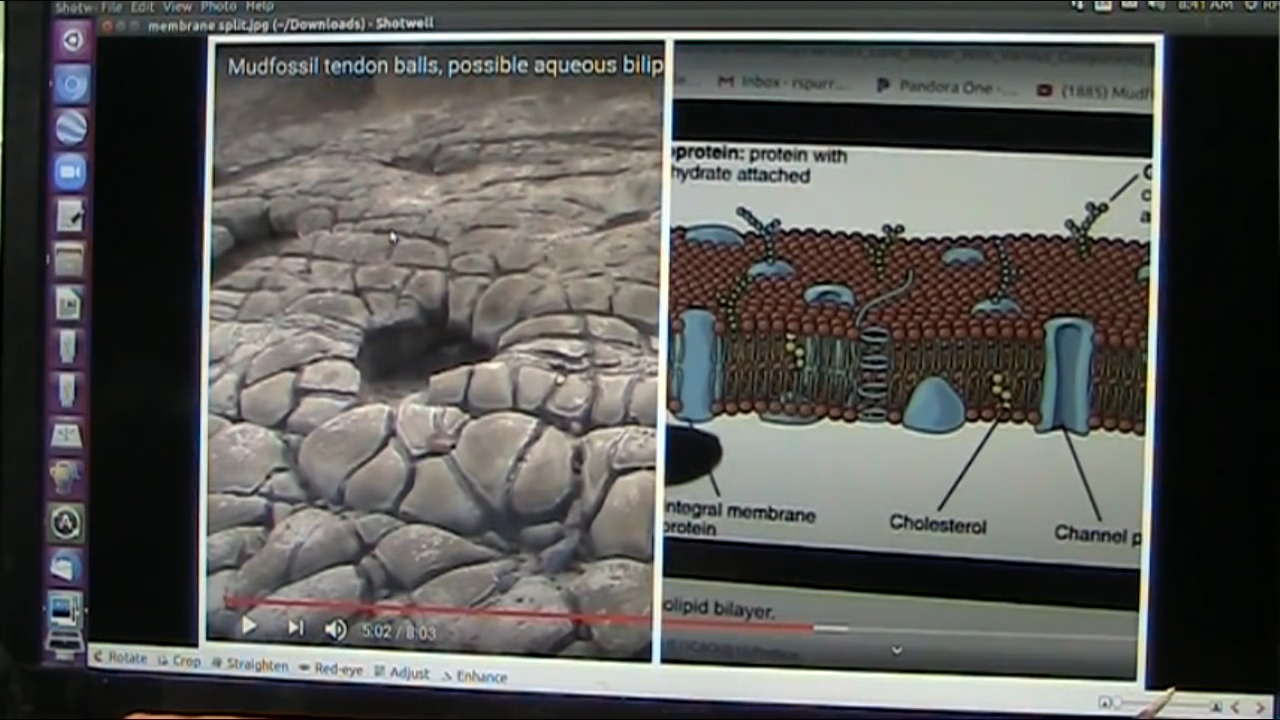 File Edit View Photo Help
8:41 AM
membrane split.jpg (~/Downloads) - Shotwell
Mudfossil tendon balls, possible aqueous bilip
Inbox - rspurr...
Pandora One -...
(1885) Mudf
oprotein: protein with
hydrate attached
ntegral membrane
protein
Cholesterol
Channel p
olipid bilayer.
5:02 / 8:03
Rotate Crop Straighten Red-eye Adjust Enhance